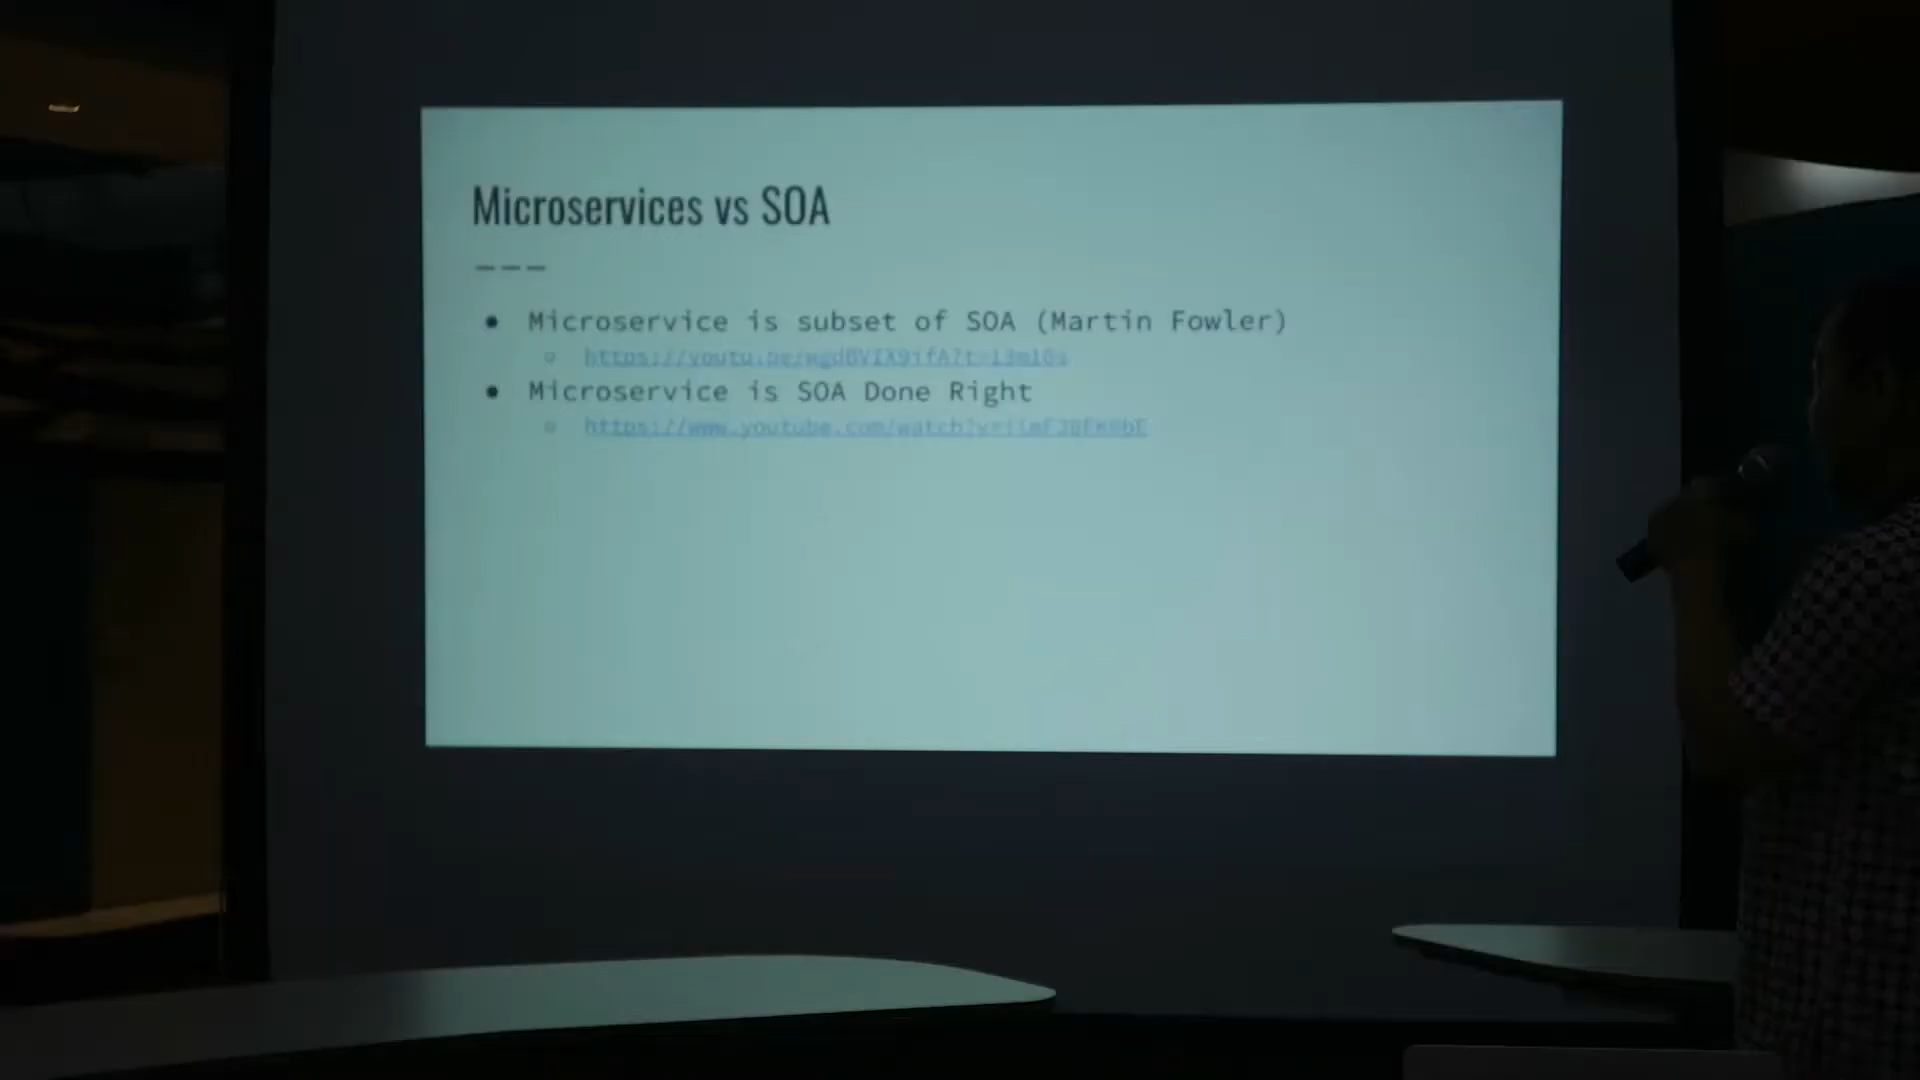 Microservices vs SOA
---
● Microservice is subset of SOA (Martin Fowler)
● Microservice is SOA Done Right